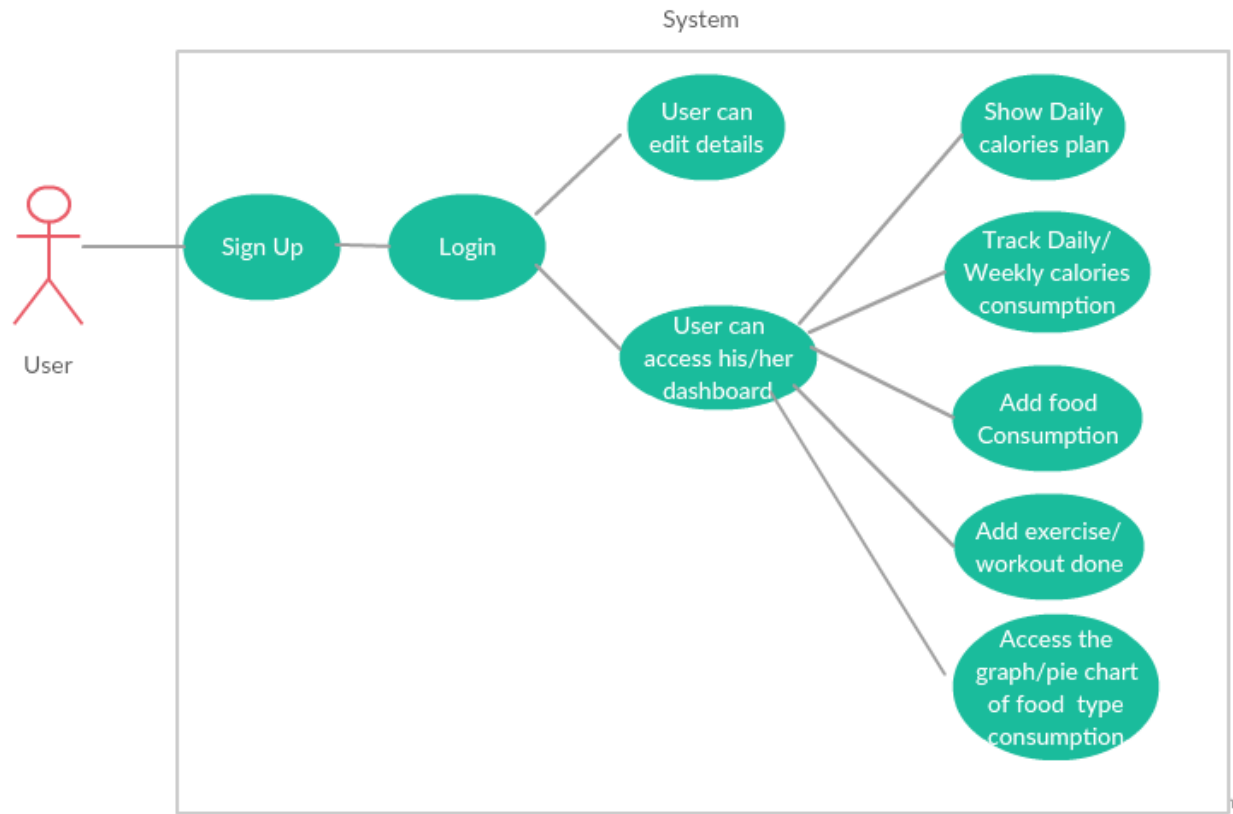 System
User can
edit details
Show Daily
calories plan
Sign Up
Login
Track Daily/
Weekly calories
consumption
User
User can
access his/her
dashboard
Add food
Consumption
Add exercise/
workout done
Access the
graph/pie chart
of food  type
consumption